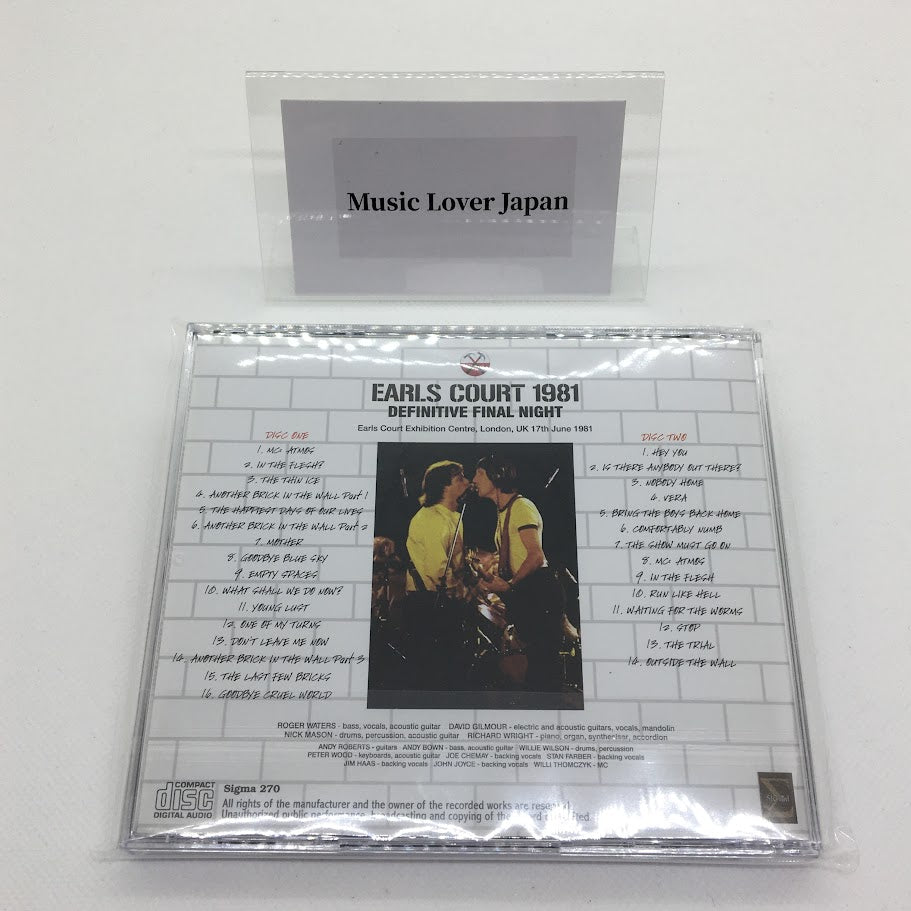 Music Lover Japan
EARLS COURT 1981
DEFINITIVE FINAL NIGHT
Earls Court Exhibition Centre, London, UK 17th June 1981
DISC ONE
1. MC: ATMOS
2. IN THE FLESH?
3. THE THIN ICE
4. ANOTHER BRICK IN THE WALL Part 1
5. THE HAPPIEST DAYS OF OUR LIVES
6. ANOTHER BRICK IN THE WALL Part 2
7. MOTHER
8. GOODBYE BLUE SKY
9. EMPTY SPACES
10. WHAT SHALL WE DO NOW?
11. YOUNG LUST
12. ONE OF MY TURNS
13. DON'T LEAVE ME NOW
14. ANOTHER BRICK IN THE WALL Part 3
15. THE LAST FEW BRICKS
16. GOODBYE CRUEL WORLD
DISC TWO
1. HEY YOU
2. IS THERE ANYBODY OUT THERE?
3. NOBODY HOME
4. VERA
5. BRING THE BOYS BACK HOME
6. COMFORTABLY NUMB
7. THE SHOW MUST GO ON
8. MC: ATMOS
9. IN THE FLESH
10. RUN LIKE HELL
11. WAITING FOR THE WORMS
12. STOP
13. THE TRIAL
14. OUTSIDE THE WALL
ROGER WATERS - bass, vocals, acoustic guitar DAVID GILMOUR - electric and acoustic guitars, vocals, mandolin
NICK MASON - drums, percussion, acoustic guitar RICHARD WRIGHT - piano, organ, synthesiser, accordion
ANDY ROBERTS - guitars ANDY BOWN - bass, acoustic guitar WILLIE WILSON - drums, percussion
PETER WOOD - keyboards, acoustic guitar JOE CHEMAY - backing vocals STAN FARBER - backing vocals
JIM HAAS - backing vocals JOHN JOYCE - backing vocals WILLI THOMCZYK - MC
COMPACT
disc
DIGITAL AUDIO
Sigma 270
All rights of the manufacturer and the owner of the recorded works are
Unauthorized public performance, broadcasting and copying of the